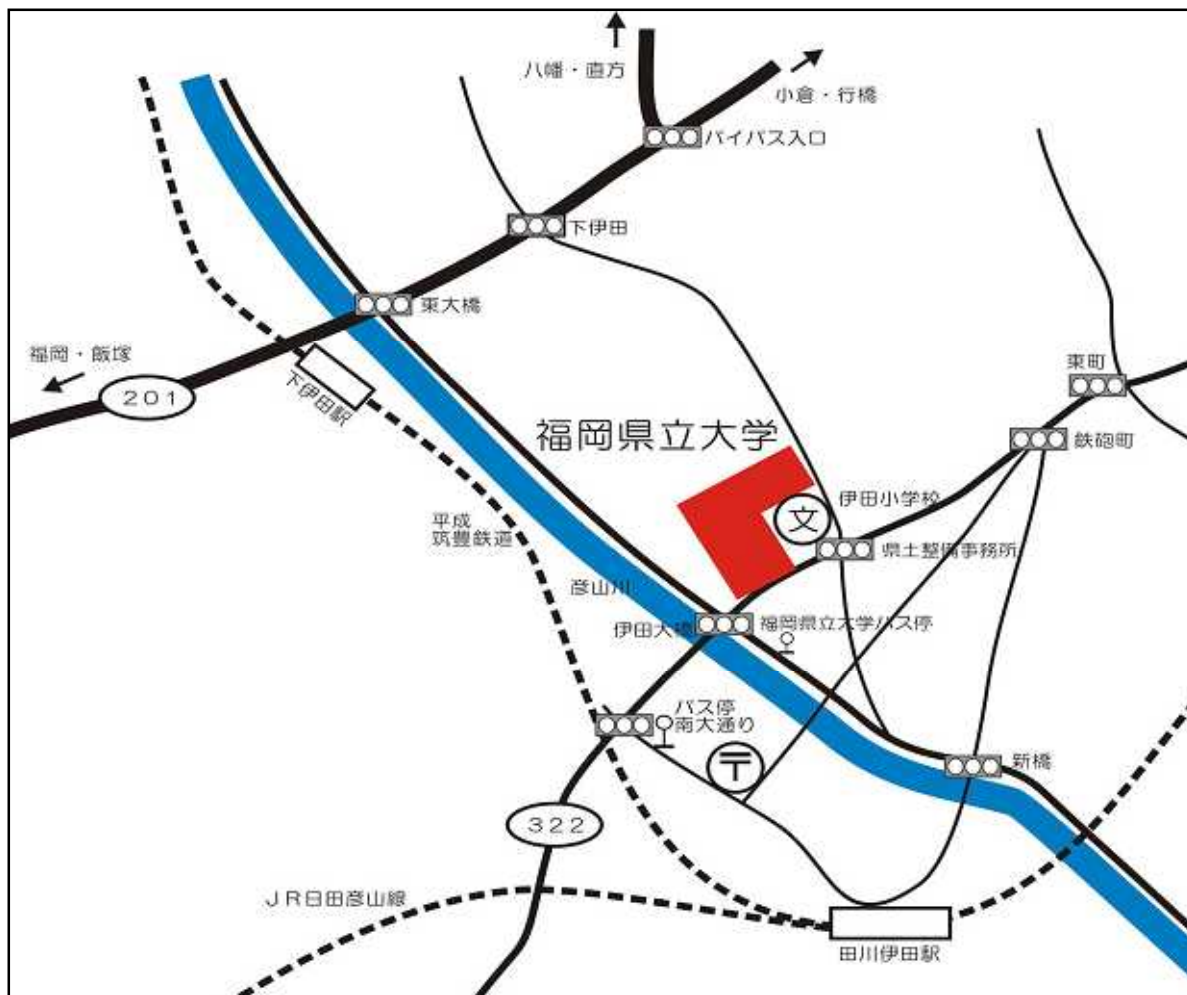 八幡・直方
小倉・行橋
バイパス入口
下伊田
東大橋
福岡・飯塚
201
下伊田駅
東町
鉄砲町
福岡県立大学
伊田小学校
文
平成
筑豊鉄道
県土整備事務所
彦山川
伊田大橋
福岡県立大学バス停
バス停
南大通り
〒
新橋
322
JR日田彦山線
田川伊田駅